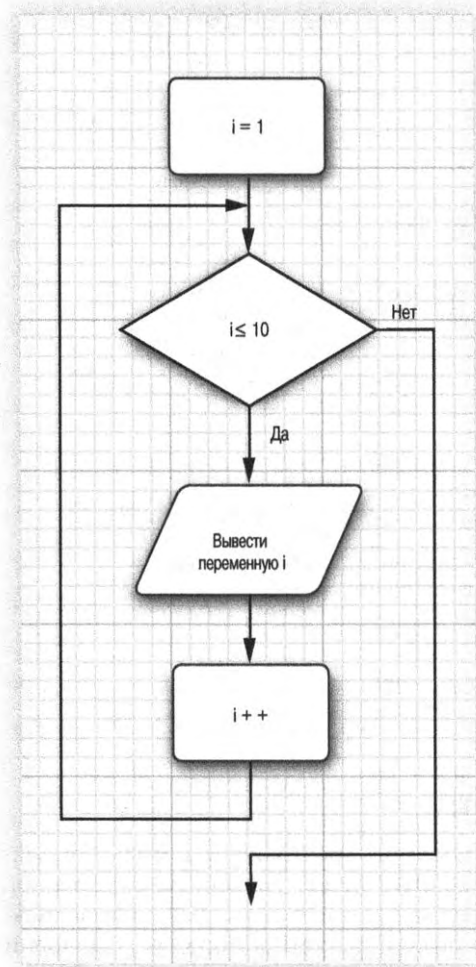 i = 1
i ≤ 10
Нет
Да
Вывести
переменную i
i + +